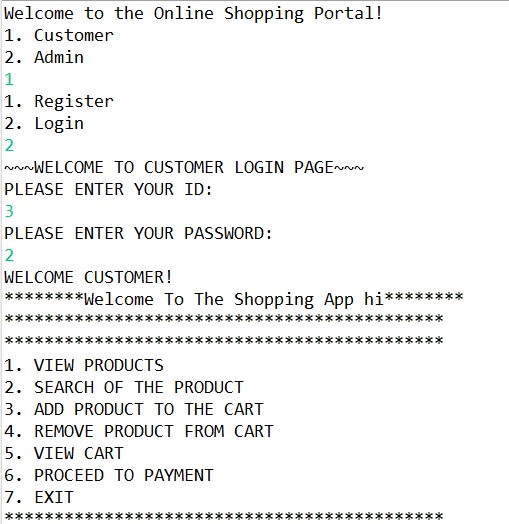 Welcome to the Online Shopping Portal!
1. Customer
2. Admin
1
1. Register
2. Login
2
~~~WELCOME TO CUSTOMER LOGIN PAGE~~~
PLEASE ENTER YOUR ID:
3
PLEASE ENTER YOUR PASSWORD:
2
WELCOME CUSTOMER!
********Welcome To The Shopping App hi********
********************************************
********************************************
1. VIEW PRODUCTS
2. SEARCH OF THE PRODUCT
3. ADD PRODUCT TO THE CART
4. REMOVE PRODUCT FROM CART
5. VIEW CART
6. PROCEED TO PAYMENT
7. EXIT
********************************************